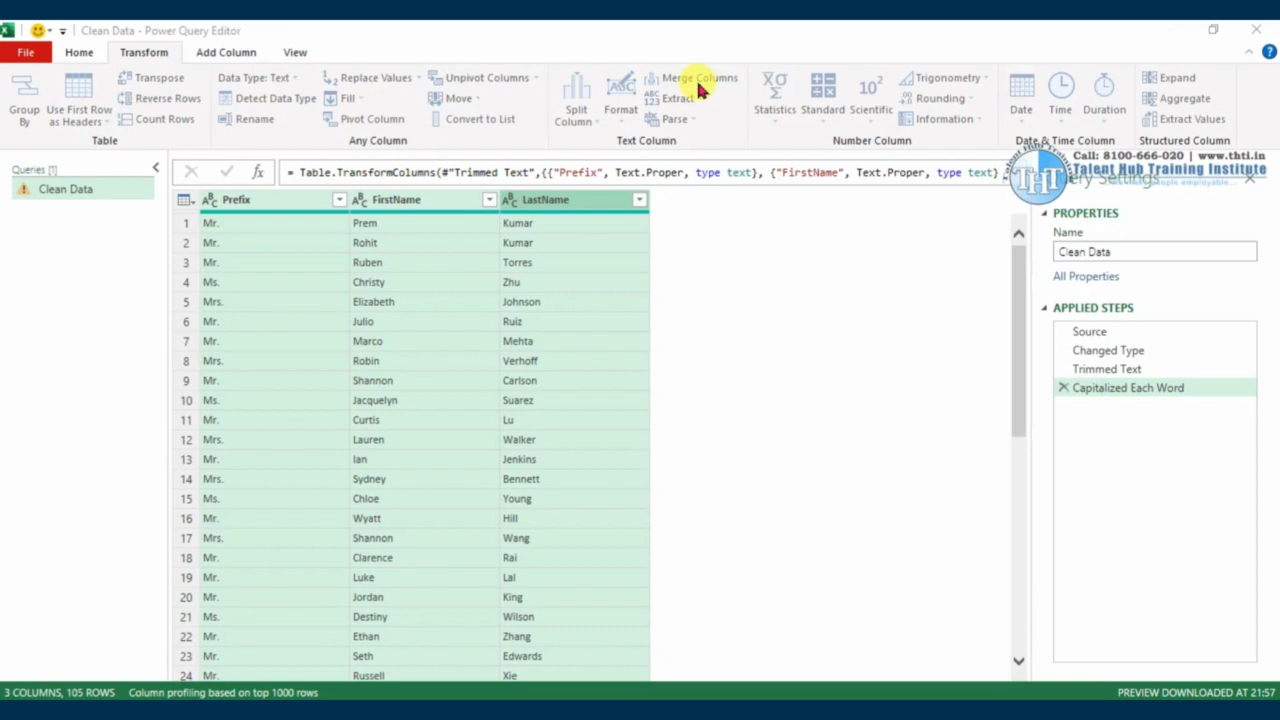 Clean Data - Power Query Editor
File Home Transform Add Column View
Group By
Use First Row as Headers
Transpose
Reverse Rows
Count Rows
Table
Data Type: Text
Detect Data Type
Rename
Replace Values
Fill
Pivot Column
Unpivot Columns
Move
Convert to List
Any Column
Split Column
Format
Merge Columns
Extract
Parse
Text Column
Statistics
Standard
Scientific
Trigonometry
Rounding
Information
Number Column
Date
Time
Duration
Date & Time Column
Expand
Aggregate
Extract Values
Structured Column
Queries [1]
Clean Data
= Table.TransformColumns(#"Trimmed Text",{{"Prefix", Text.Proper, type text}, {"FirstName", Text.Proper, type text}
Call: 8100-666-020 | www.thti.in
Talent Hub Training Institute
THT
Prefix FirstName LastName
1 Mr. Prem Kumar
2 Mr. Rohit Kumar
3 Mr. Ruben Torres
4 Ms. Christy Zhu
5 Mrs. Elizabeth Johnson
6 Mr. Julio Ruiz
7 Mr. Marco Mehta
8 Mrs. Robin Verhoff
9 Mr. Shannon Carlson
10 Ms. Jacquelyn Suarez
11 Mr. Curtis Lu
12 Mrs. Lauren Walker
13 Mr. Ian Jenkins
14 Mrs. Sydney Bennett
15 Ms. Chloe Young
16 Mr. Wyatt Hill
17 Mrs. Shannon Wang
18 Mr. Clarence Rai
19 Mr. Luke Lal
20 Mr. Jordan King
21 Ms. Destiny Wilson
22 Mr. Ethan Zhang
23 Mr. Seth Edwards
24 Mr. Russell Xie
PROPERTIES
Name
Clean Data
All Properties
APPLIED STEPS
Source
Changed Type
Trimmed Text
Capitalized Each Word
3 COLUMNS, 105 ROWS Column profiling based on top 1000 rows
PREVIEW DOWNLOADED AT 21:57